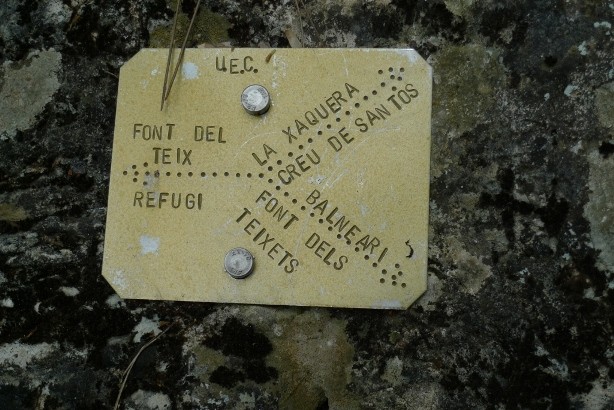 U.E.C.
FONT DEL
TEIX
REFUGI
LA XAQUERA
CREU DE SANTOS
BALNEARI
FONT DELS
TEIXETS